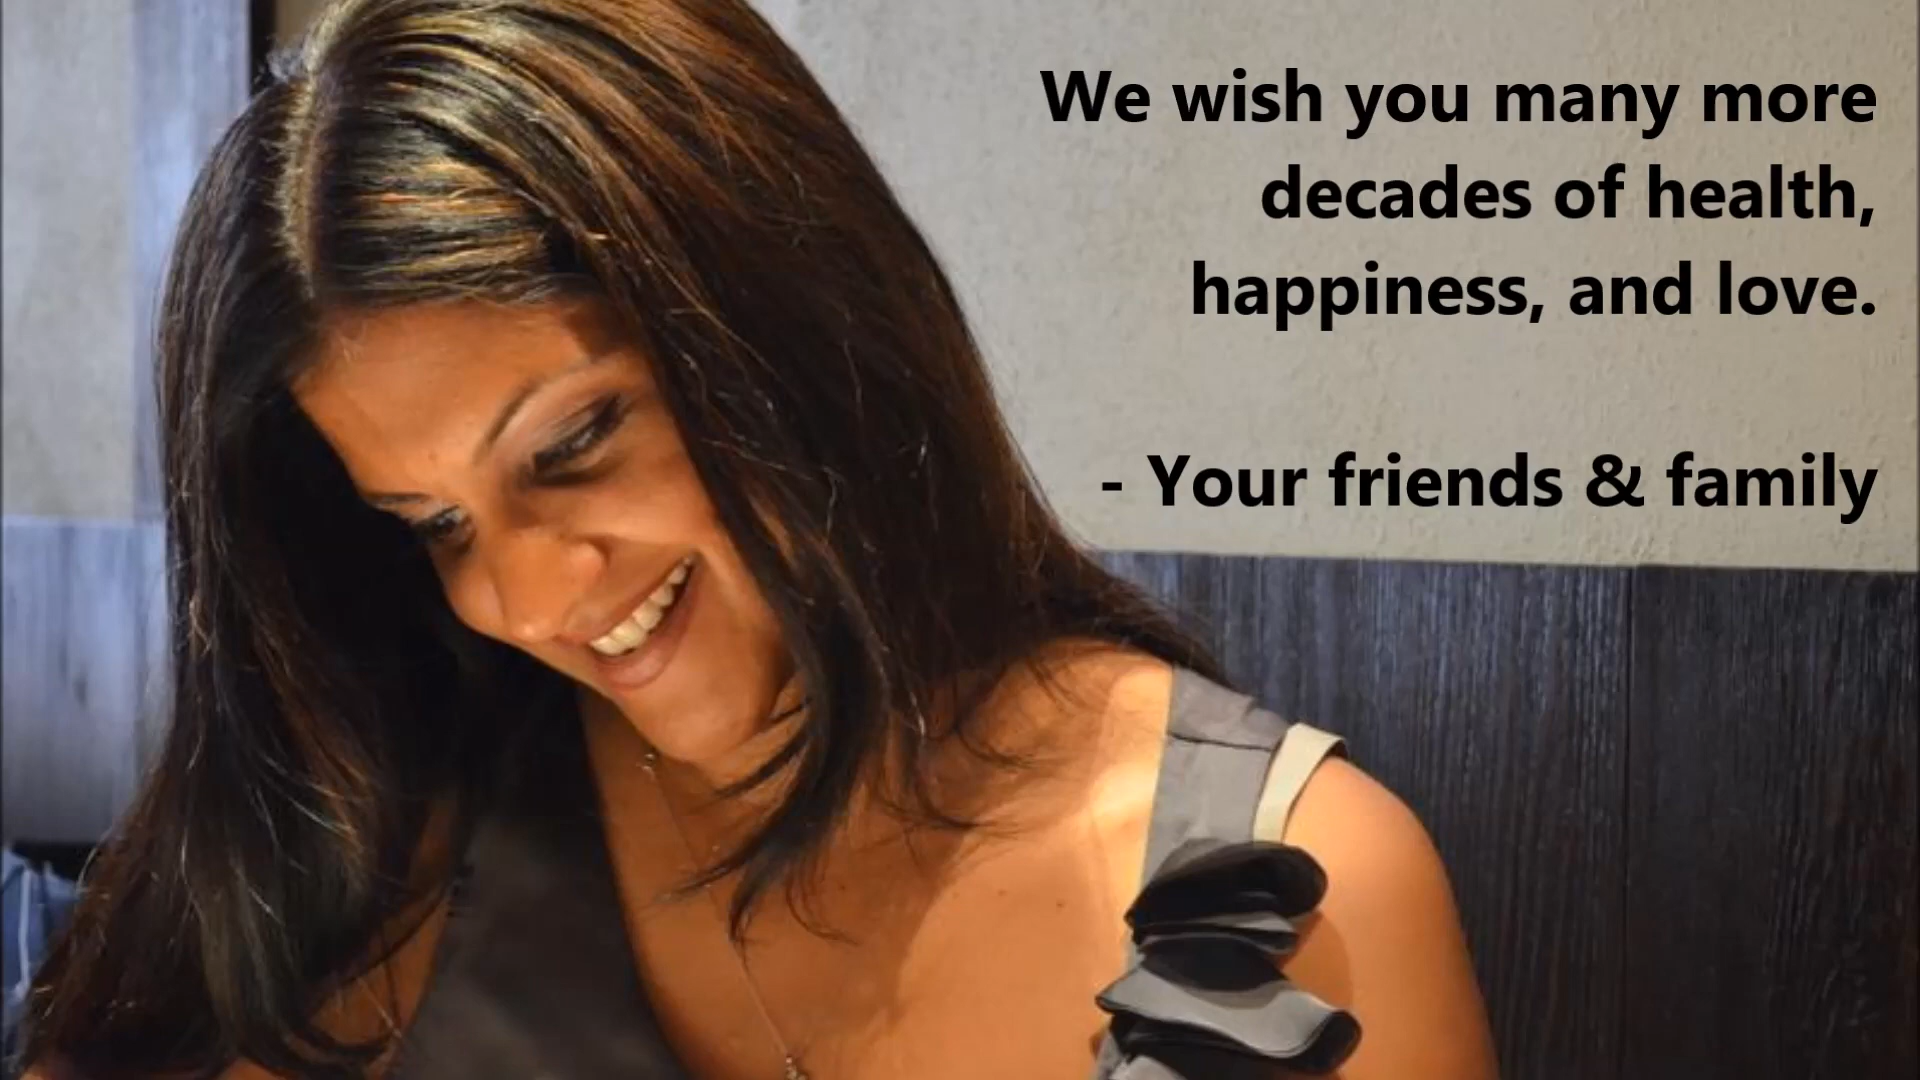 We wish you many more
decades of health,
happiness, and love.
- Your friends & family